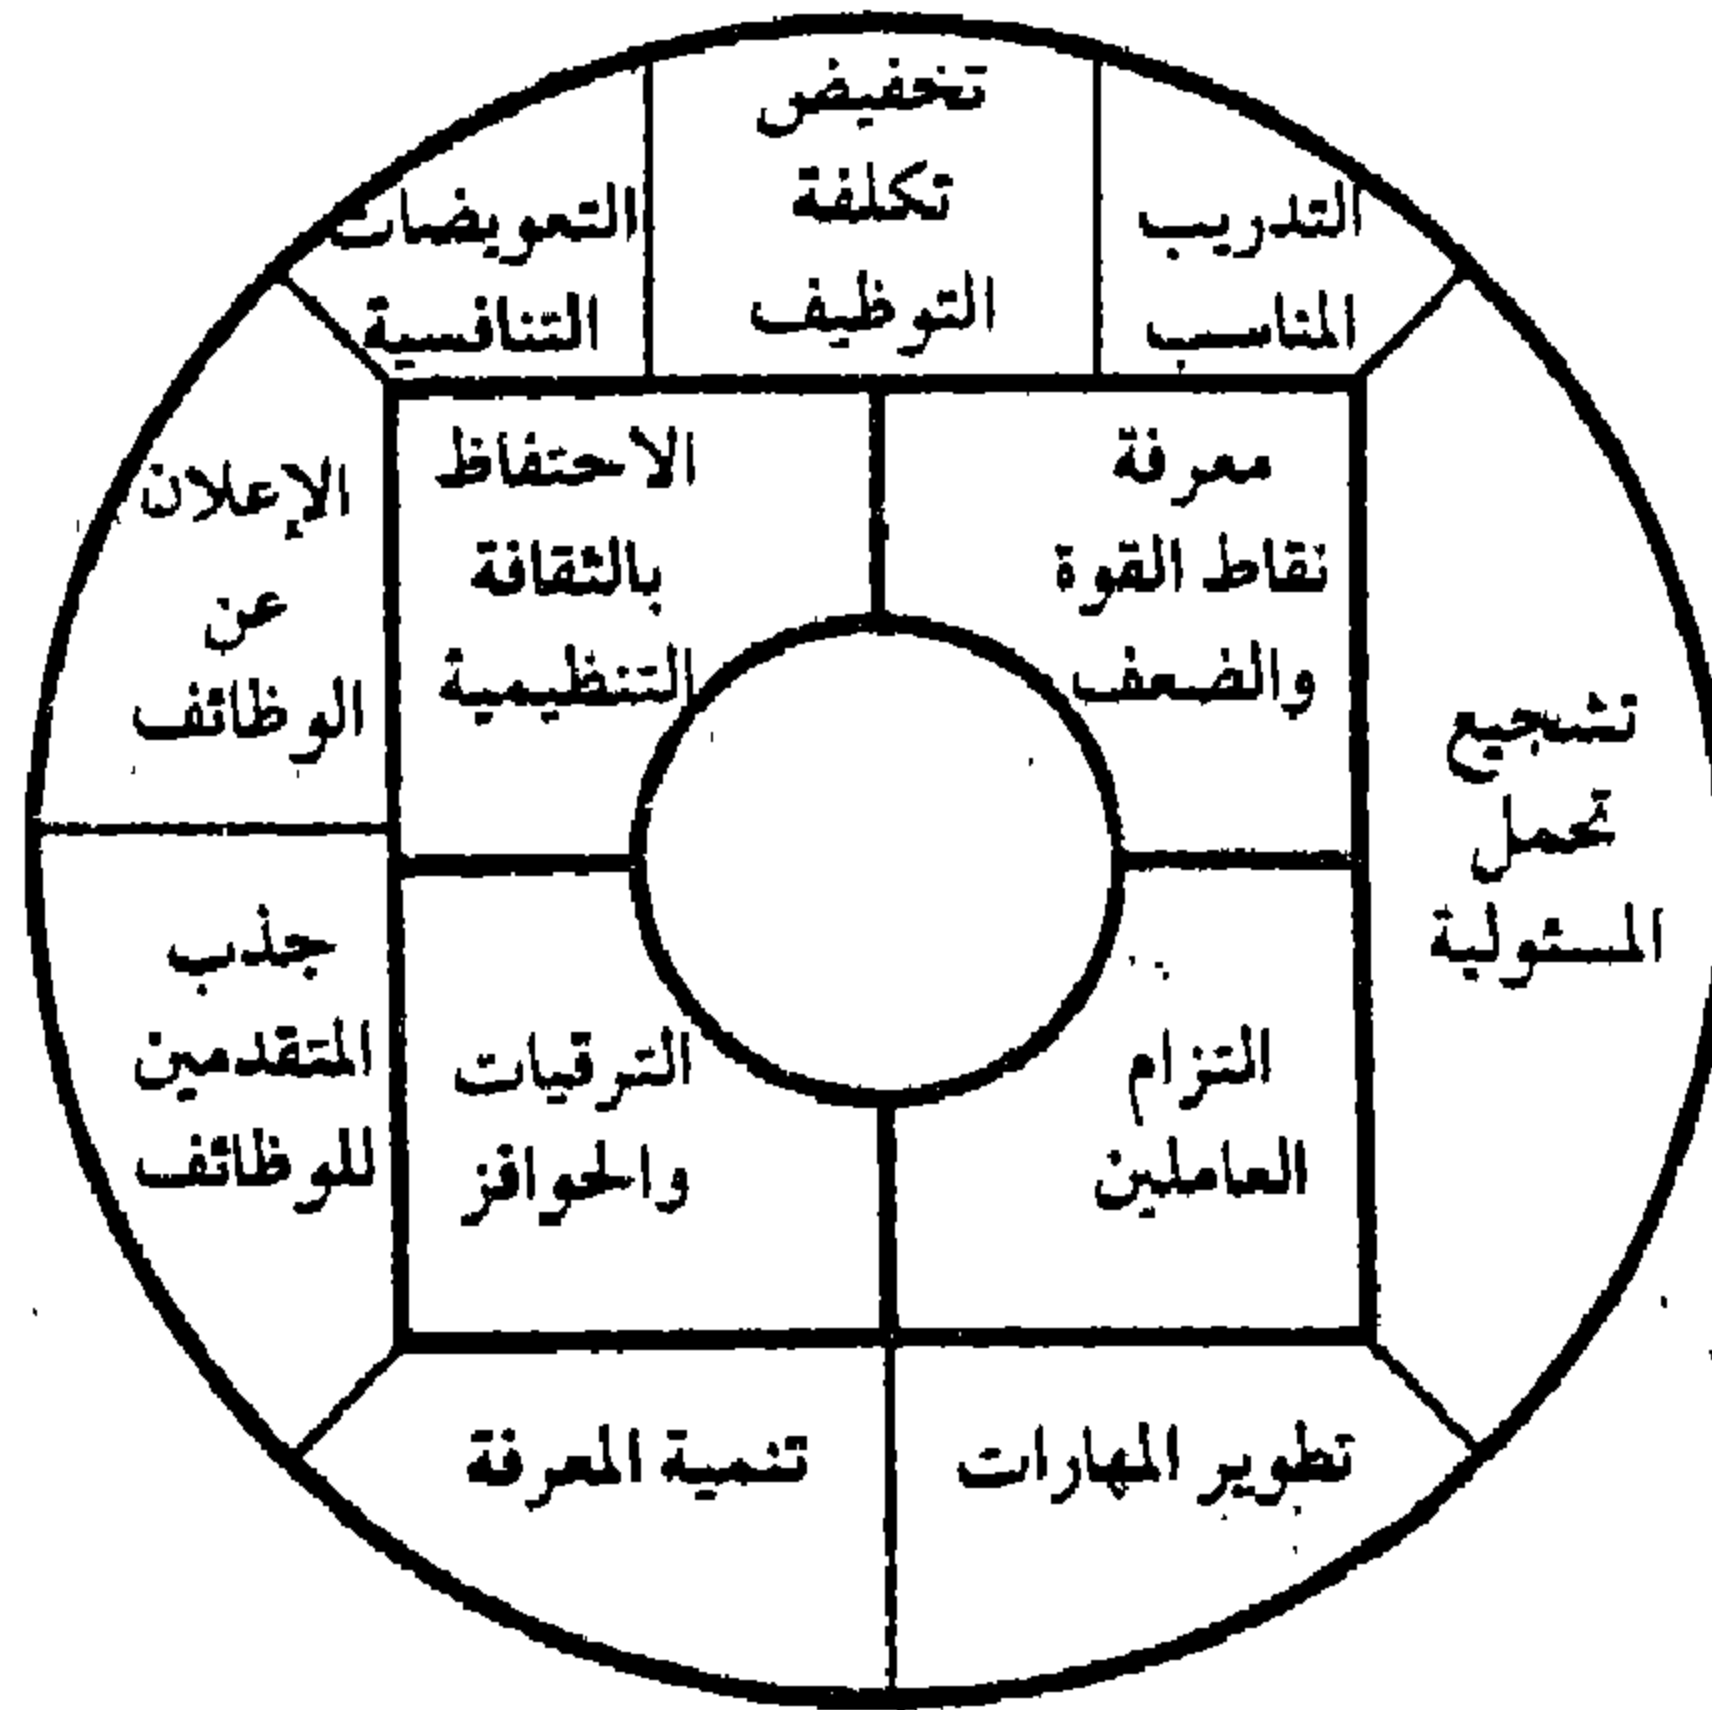 تخفيض
تكلفة
التوظيف
التدريب
المناسب
التعويضات
التنافسية
معرفة
نقاط القوة
والضعف
الاحتفاظ
بالثقافة
التنظيمية
الإعلان
عن
الوظائف
تشجيع
تحمل
المسئولية
جذب
المتقدمين
للوظائف
التزام
العاملين
الترقيات
والحوافز
تطوير المهارات
تنمية المعرفة